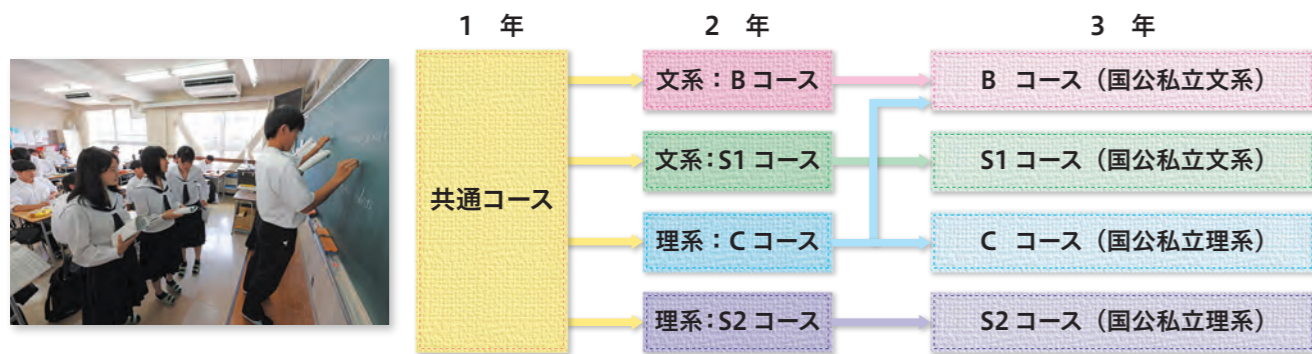 1 年
2 年
3 年
共通コース
文系：B コース
文系：S1 コース
理系：C コース
理系：S2 コース
B コース（国公私立文系）
S1 コース（国公私立文系）
C コース（国公私立理系）
S2 コース（国公私立理系）